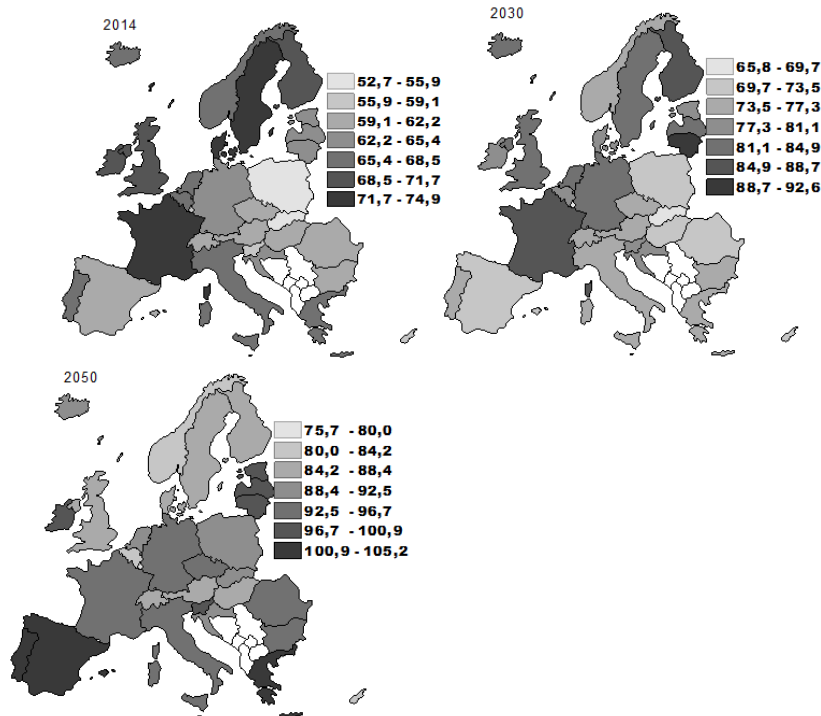 2014
52,7 - 55,9
55,9 - 59,1
59,1 - 62,2
62,2 - 65,4
65,4 - 68,5
68,5 - 71,7
71,7 - 74,9
2030
65,8 - 69,7
69,7 - 73,5
73,5 - 77,3
77,3 - 81,1
81,1 - 84,9
84,9 - 88,7
88,7 - 92,6
2050
75,7 - 80,0
80,0 - 84,2
84,2 - 88,4
88,4 - 92,5
92,5 - 96,7
96,7 - 100,9
100,9 - 105,2